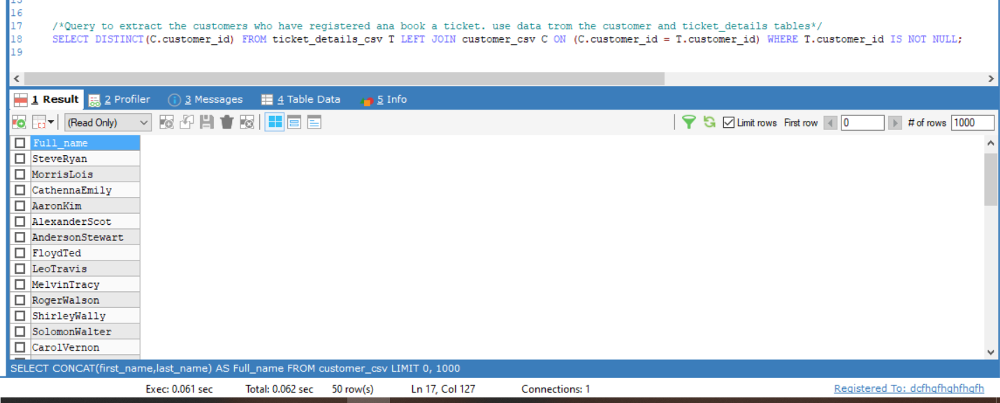 16
17 /*Query to extract the customers who have registered ana book a ticket. use data trom the customer and ticket_details tables*/
18 SELECT DISTINCT(C.customer_id) FROM ticket_details_csv T LEFT JOIN customer_csv C ON (C.customer_id = T.customer_id) WHERE T.customer_id IS NOT NULL;
19
1 Result 2 Profiler 3 Messages 4 Table Data 5 Info
(Read Only) Limit rows First row 0 # of rows 1000
Full_name
SteveRyan
MorrisLois
CathennaEmily
AaronKim
AlexanderScot
AndersonStewart
FloydTed
LeoTravis
MelvinTracy
RogerWalson
ShirleyWally
SolomonWalter
CarolVernon
SELECT CONCAT(first_name,last_name) AS Full_name FROM customer_csv LIMIT 0, 1000
Exec: 0.061 sec Total: 0.062 sec 50 row(s) Ln 17, Col 127 Connections: 1 Registered To: dcfhgfhghfhgfh